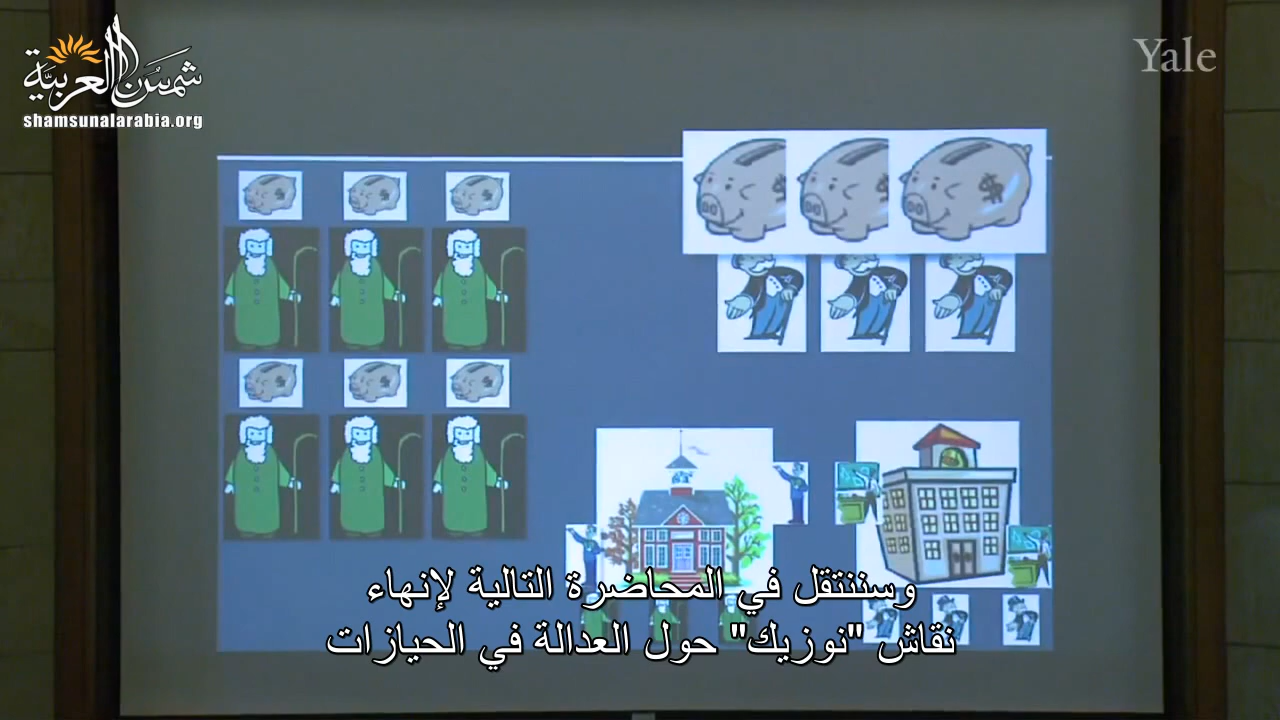 شمس العربية
shamsunalarabia.org
Yale
وسننتقل في المحاضرة التالية لإنهاء
نقاش "نوزيك" حول العدالة في الحيازات